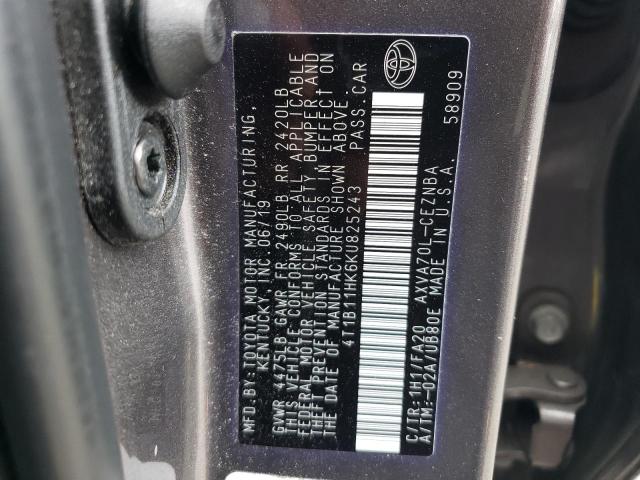 MFD.BY:TOYOTA MOTOR MANUFACTURING,
KENTUCKY, INC. 06/19
GVWR 4725LB GAWR FR 2490LB RR 2420LB
THIS VEHICLE CONFORMS TO ALL APPLICABLE
FEDERAL MOTOR VEHICLE SAFETY, BUMPER AND
THEFT PREVENTION STANDARDS IN EFFECT ON
THE DATE OF MANUFACTURE SHOWN ABOVE.
4T1B11HK6KU825243 PASS.CAR
C/TR:1H1/FA20 AXVA70L-CEZNBA
A/TM:-02A/UB80E MADE IN U.S.A. 58909